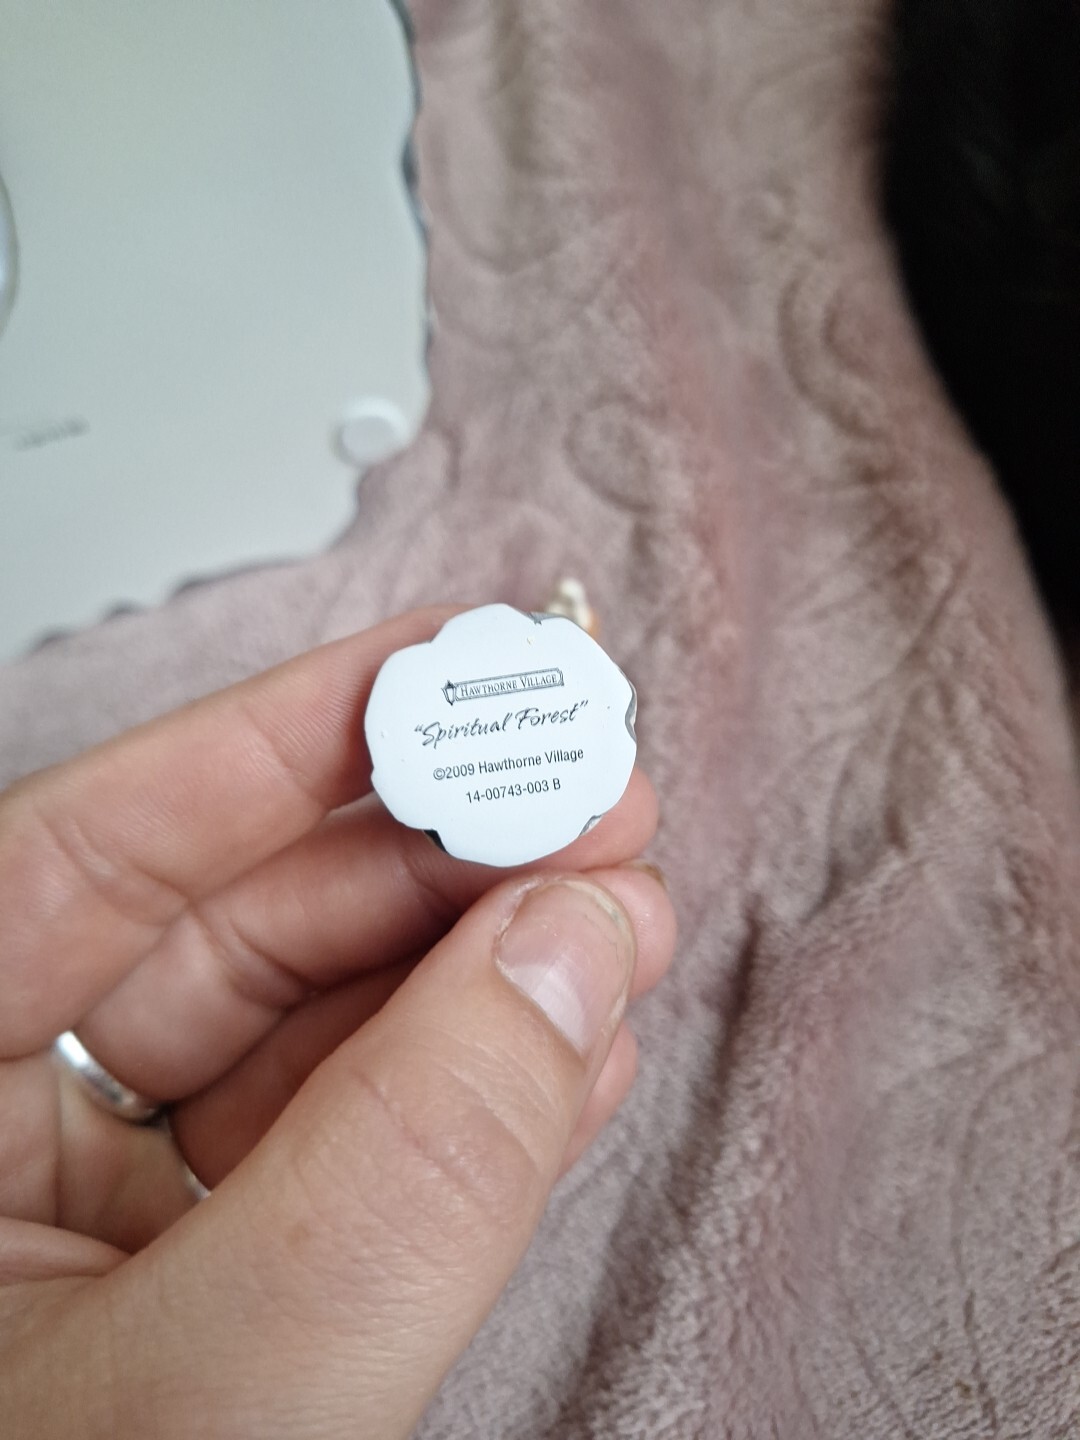 HAWTHORNE VILLAGE
“Spiritual Forest”
©2009 Hawthorne Village
14-00743-003 B